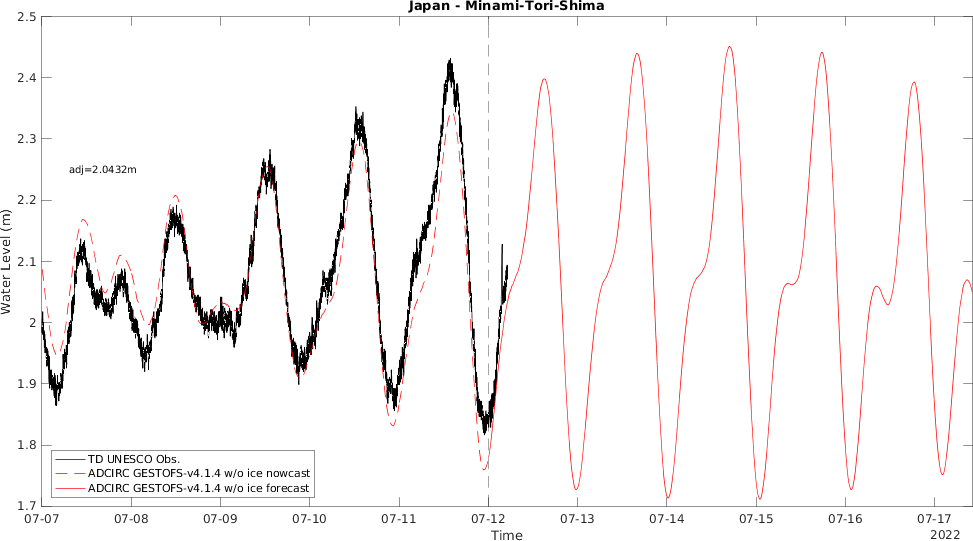 Japan - Minami-Tori-Shima
2.5
2.4
2.3
adj=2.0432m
2.2
2.1
Water Level (m)
2
1.9
1.8
TD UNESCO Obs.
ADCIRC GESTOFS-v4.1.4 w/o ice nowcast
ADCIRC GESTOFS-v4.1.4 w/o ice forecast
1.7
07-07 07-08 07-09 07-10 07-11 07-12 07-13 07-14 07-15 07-16 07-17
Time
2022